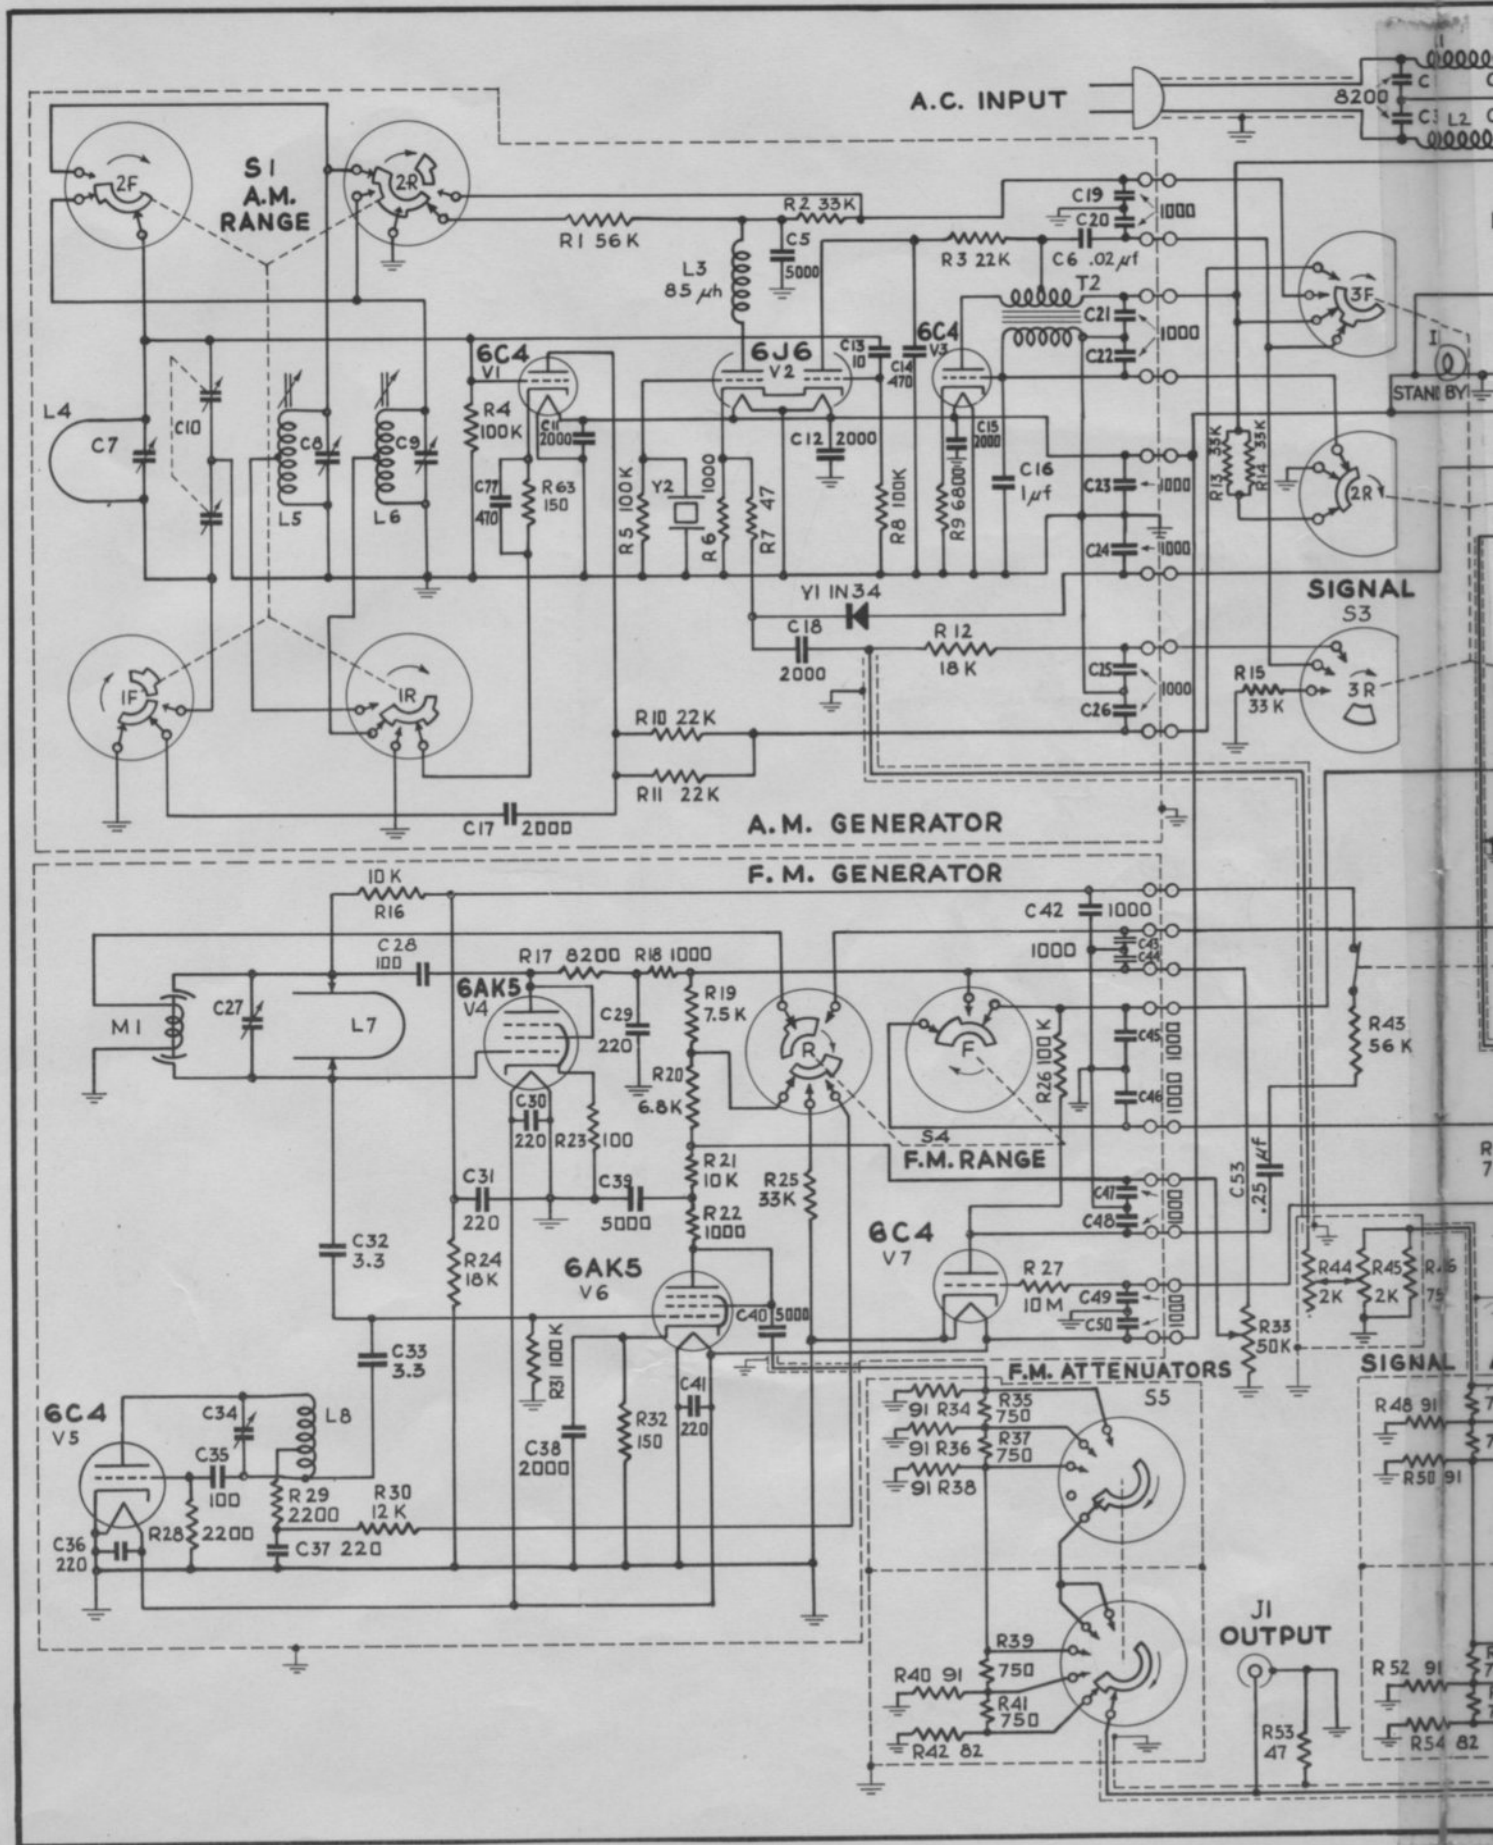 A.C. INPUT
8200
L2
S1
A.M.
RANGE
2F
2R
R1 56K
R2 33K
C5
5000
L3
85 μh
C19
C20
1000
R3 22K
C6 .02μf
T2
C21
C22
1000
3F
STANDBY
6C4
V1
6J6
V2
C13
10
C14
470
6C4
V3
L4
C7
C10
C8
C9
L5
L6
R4
100K
C11
2000
C77
470
R63
150
R5 100K
Y2
1000
R6
R7 47
C12 2000
R8 100K
R9 6800
C15
2000
C16
1μf
C23
1000
C24
1000
R13 33K
R14 33K
2R
SIGNAL
S3
Y1 1N34
C18
2000
R12
18K
C25
C26
1000
R15
33K
3R
1F
1R
R10 22K
R11 22K
C17 2000
A.M. GENERATOR
F.M. GENERATOR
10K
R16
C28
100
R17 8200
R18 1000
C42 1000
1000
C43
C44
M1
C27
L7
6AK5
V4
C29
220
R19
7.5K
R20
6.8K
R
F
R26 100K
C45
1000
C46
1000
R43
56K
C30
220
R23 100
S4
F.M. RANGE
C31
220
C39
5000
R21
10K
R22
1000
R25
33K
C47
C48
1000
C53
.25 μf
C32
3.3
R24
18K
6AK5
V6
6C4
V7
R27
10M
C49
C50
1000
R44
2K
R45
2K
R33
50K
C40 5000
C33
3.3
R31 100K
C38
2000
R32
150
C41
220
F.M. ATTENUATORS
S5
SIGNAL
6C4
V5
C34
L8
C35
100
R28 2200
R29
2200
R30
12K
C36
220
C37 220
91 R34
R35
750
91 R36
R37
750
91 R38
R48 91
R50 91
J1
OUTPUT
R39
750
R40 91
R41
750
R42 82
R53
47
R52 91
R54 82